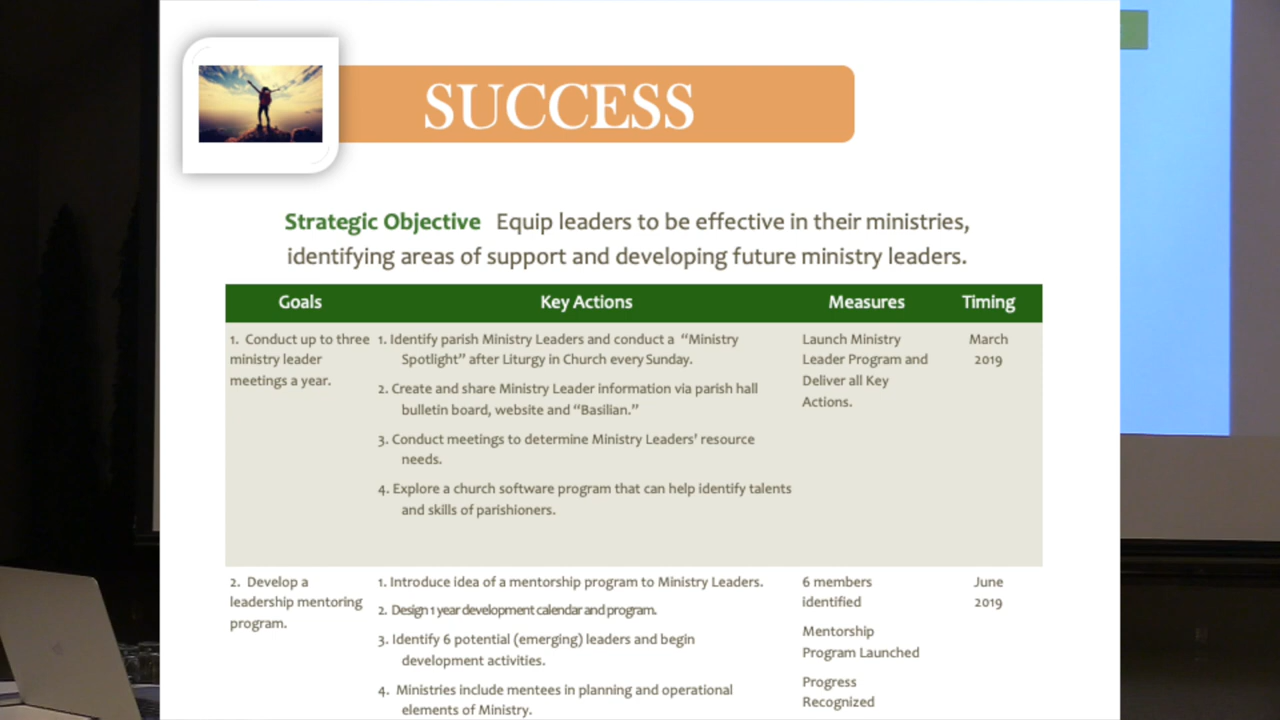 SUCCESS
Strategic Objective Equip leaders to be effective in their ministries,
identifying areas of support and developing future ministry leaders.
Goals Key Actions Measures Timing
1. Conduct up to three
ministry leader
meetings a year.
1. Identify parish Ministry Leaders and conduct a “Ministry
Spotlight” after Liturgy in Church every Sunday.
2. Create and share Ministry Leader information via parish hall
bulletin board, website and “Basilian.”
3. Conduct meetings to determine Ministry Leaders’ resource
needs.
4. Explore a church software program that can help identify talents
and skills of parishioners.
Launch Ministry
Leader Program and
Deliver all Key
Actions.
March
2019
2. Develop a
leadership mentoring
program.
1. Introduce idea of a mentorship program to Ministry Leaders.
2. Design 1 year development calendar and program.
3. Identify 6 potential (emerging) leaders and begin
development activities.
4. Ministries include mentees in planning and operational
elements of Ministry.
6 members
identified
Mentorship
Program Launched
Progress
Recognized
June
2019